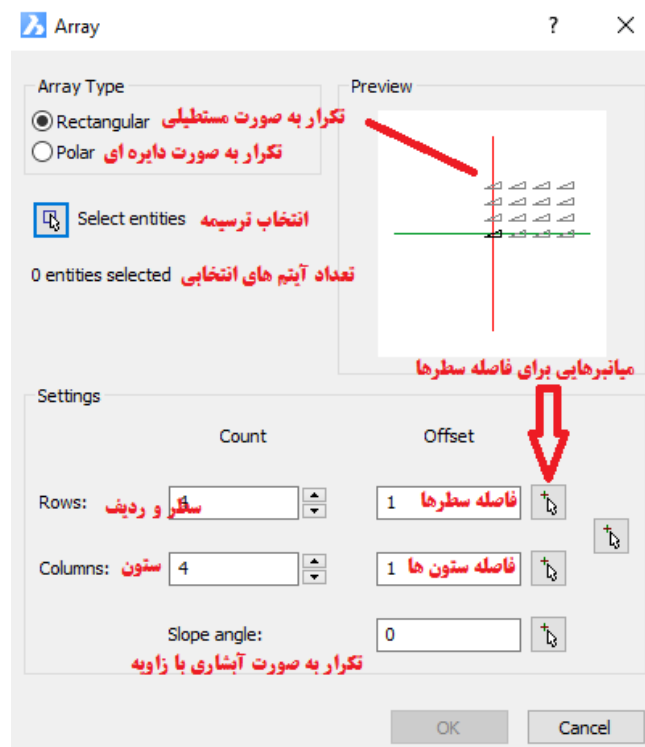 Array ?
Array Type
Preview
Rectangular تکرار به صورت مستطیلی
Polar تکرار به صورت دایره ای
Select entities انتخاب ترسیمه
0 entities selected تعداد آیتم های انتخابی
میانبرهایی برای فاصله سطرها
Settings
Count Offset
Rows: سطر و ردیف 4 1 فاصله سطرها
Columns: ستون 4 1 فاصله ستون ها
Slope angle: 0
تکرار به صورت آبشاری با زاویه
OK Cancel